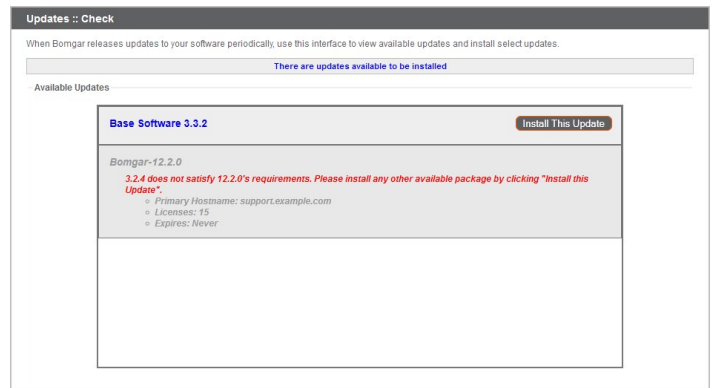 Updates :: Check
When Bomgar releases updates to your software periodically, use this interface to view available updates and install select updates.
There are updates available to be installed
Available Updates
Base Software 3.3.2
Install This Update
Bomgar-12.2.0
3.2.4 does not satisfy 12.2.0's requirements. Please install any other available package by clicking "Install this
Update".
Primary Hostname: support.example.com
Licenses: 15
Expires: Never